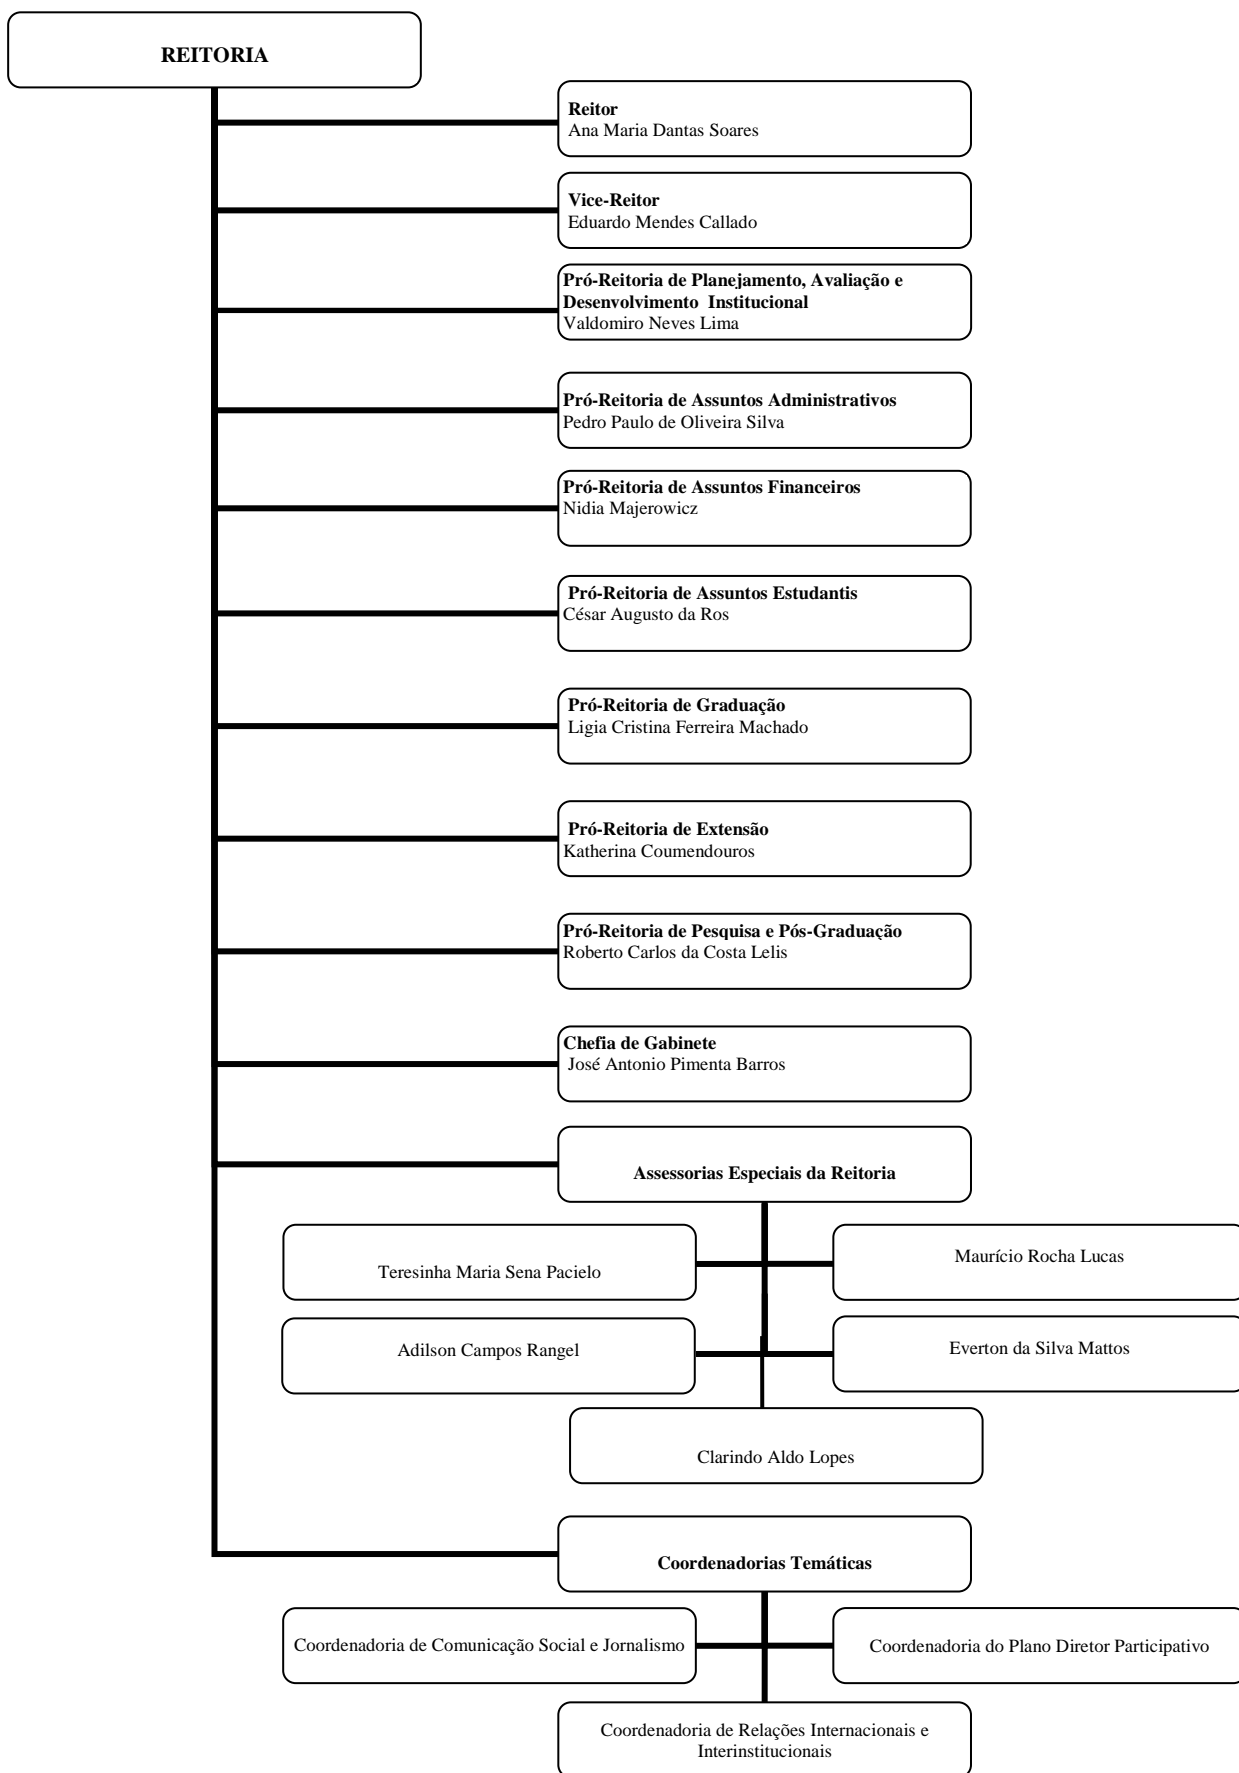 REITORIA
Reitor
Ana Maria Dantas Soares
Vice-Reitor
Eduardo Mendes Callado
Pró-Reitoria de Planejamento, Avaliação e
Desenvolvimento Institucional
Valdomiro Neves Lima
Pró-Reitoria de Assuntos Administrativos
Pedro Paulo de Oliveira Silva
Pró-Reitoria de Assuntos Financeiros
Nidia Majerowicz
Pró-Reitoria de Assuntos Estudantis
César Augusto da Ros
Pró-Reitoria de Graduação
Ligia Cristina Ferreira Machado
Pró-Reitoria de Extensão
Katherina Coumendouros
Pró-Reitoria de Pesquisa e Pós-Graduação
Roberto Carlos da Costa Lelis
Chefia de Gabinete
José Antonio Pimenta Barros
Assessorias Especiais da Reitoria
Teresinha Maria Sena Pacielo
Maurício Rocha Lucas
Adilson Campos Rangel
Everton da Silva Mattos
Clarindo Aldo Lopes
Coordenadorias Temáticas
Coordenadoria de Comunicação Social e Jornalismo
Coordenadoria do Plano Diretor Participativo
Coordenadoria de Relações Internacionais e
Interinstitucionais